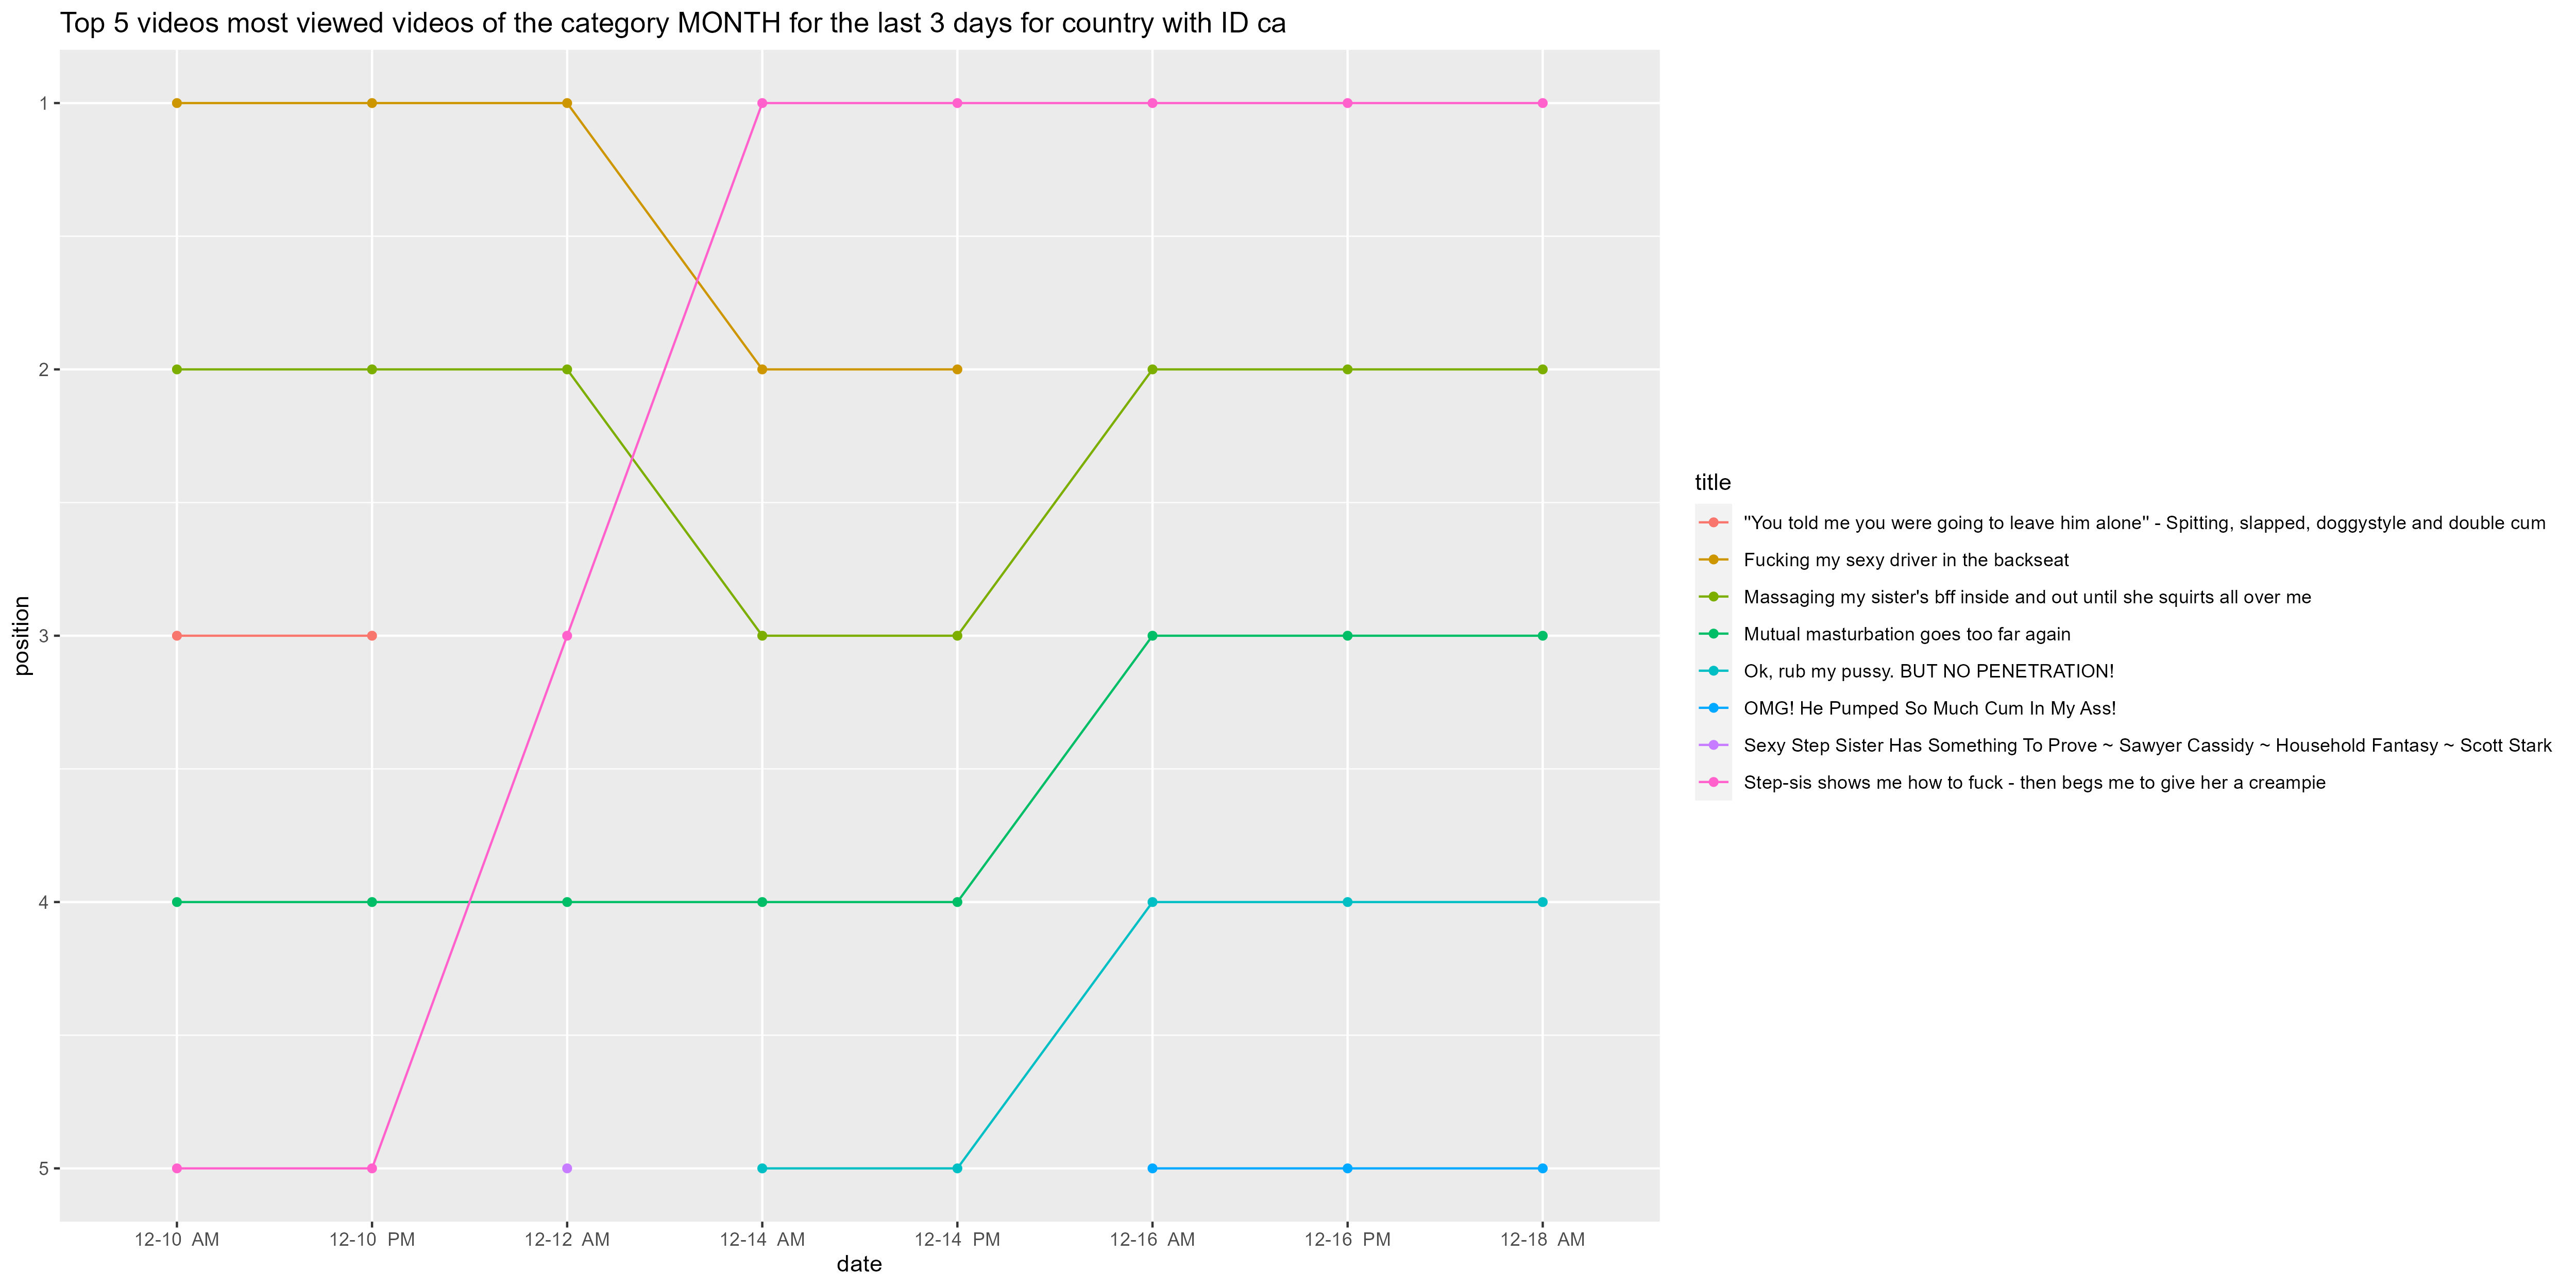 Top 5 videos most viewed videos of the category MONTH for the last 3 days for country with ID ca
position
1
2
3
4
5
12-10 AM
12-10 PM
12-12 AM
12-14 AM
12-14 PM
12-16 AM
12-16 PM
12-18 AM
date
title
"You told me you were going to leave him alone" - Spitting, slapped, doggystyle and double cum
Fucking my sexy driver in the backseat
Massaging my sister's bff inside and out until she squirts all over me
Mutual masturbation goes too far again
Ok, rub my pussy. BUT NO PENETRATION!
OMG! He Pumped So Much Cum In My Ass!
Sexy Step Sister Has Something To Prove ~ Sawyer Cassidy ~ Household Fantasy ~ Scott Stark
Step-sis shows me how to fuck - then begs me to give her a creampie